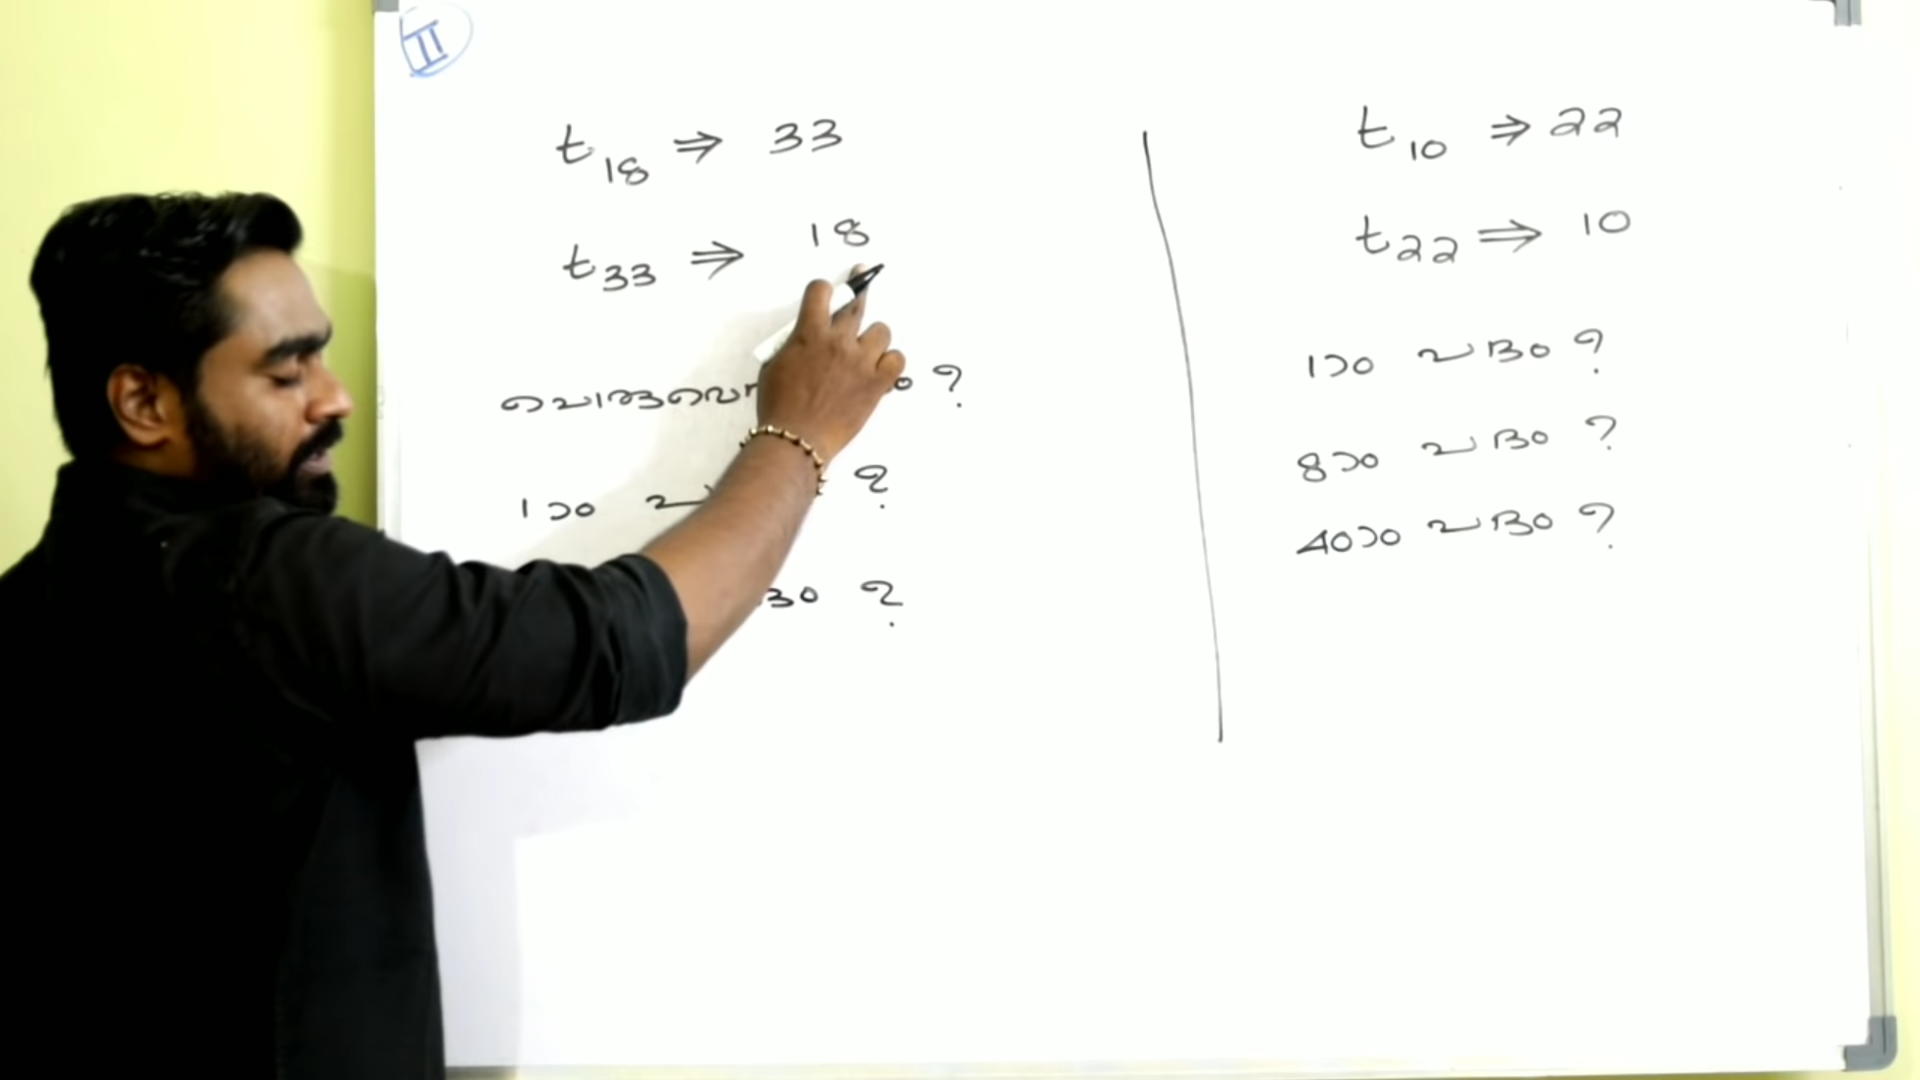 II
t18 ⇒ 33
t33 ⇒ 18
?
1ാം ?
?
t10 ⇒ 22
t22 ⇒ 10
1ാം പദം ?
8ാം പദം ?
40ാം പദം ?